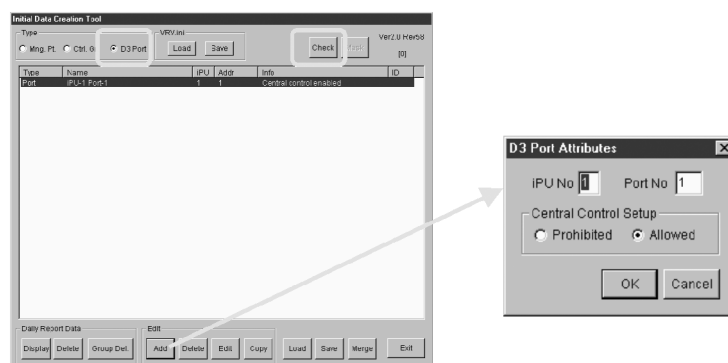 Initial Data Creation Tool
Type
VRV.ini
Ver2.0 Rev58
Mng. Pt.
Ctrl. G
D3 Port
Load
Save
Check
[0]
Type Name iPU Addr Info ID
Port iPU-1 Port-1 1 1 Central control enabled
D3 Port Attributes
iPU No 1 Port No 1
Central Control Setup
Prohibited Allowed
OK Cancel
Daily Report Data
Edit
Display Delete Group Del. Add Delete Edit Copy Load Save Merge Exit